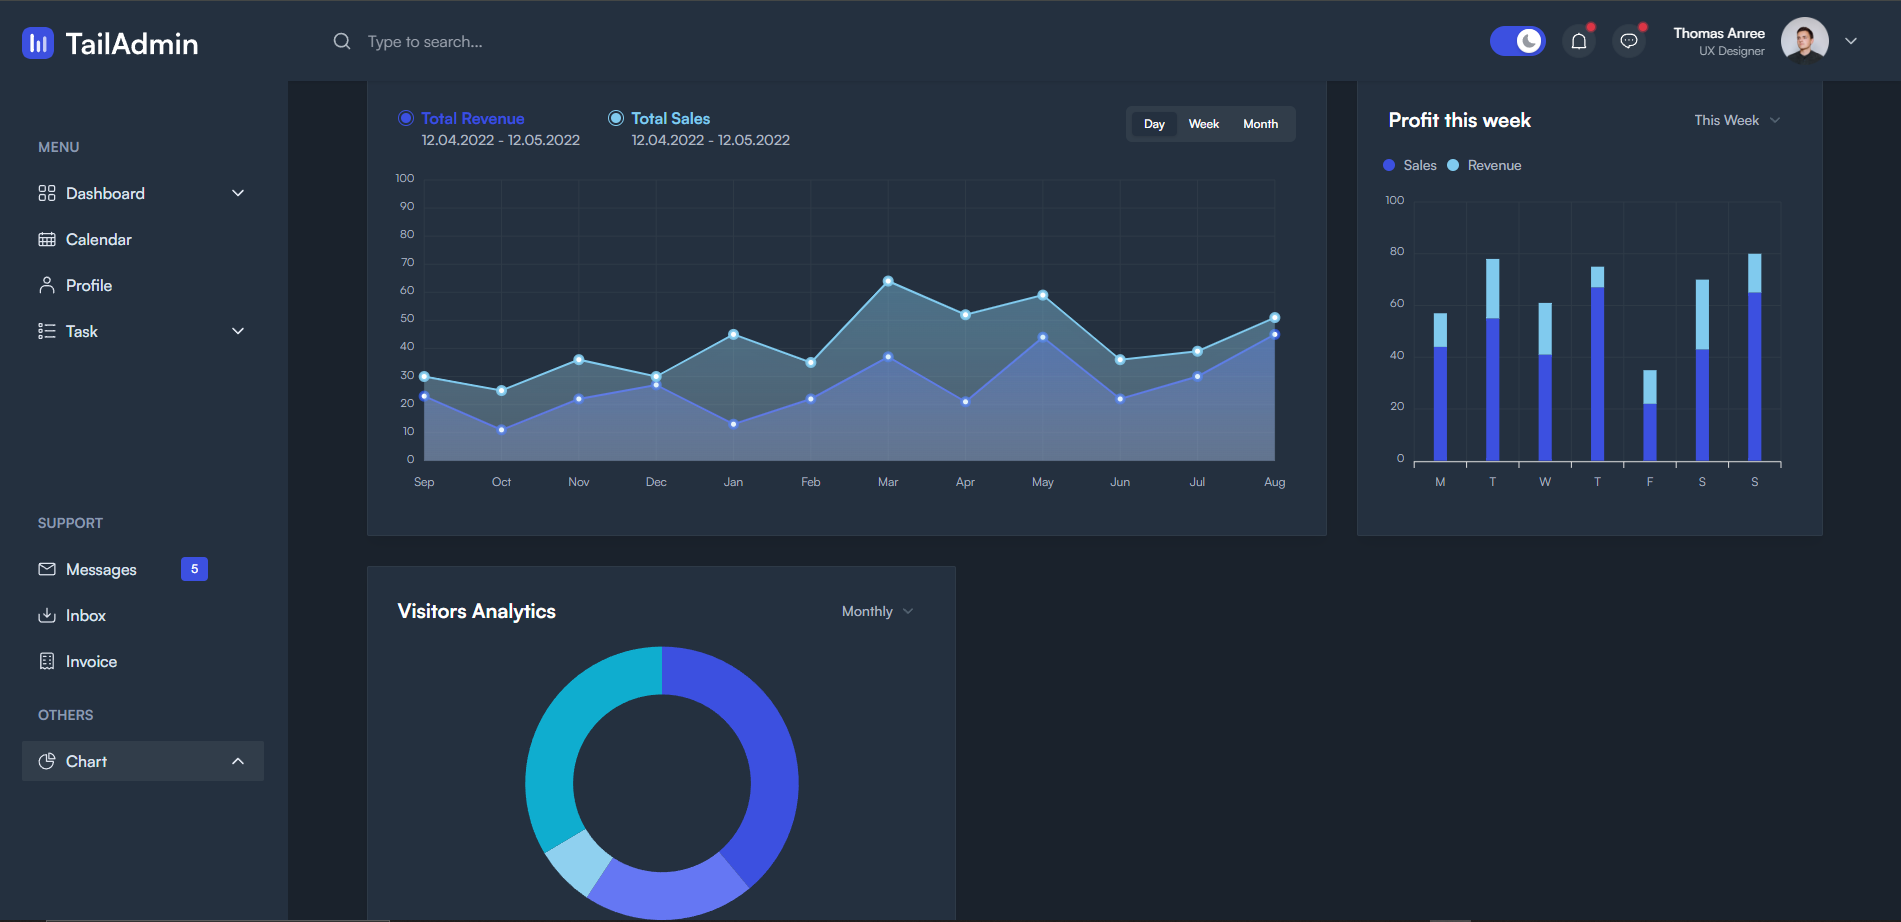 TailAdmin
Type to search...
Thomas Anree
UX Designer
MENU
Dashboard
Calendar
Profile
Task
SUPPORT
Messages 5
Inbox
Invoice
OTHERS
Chart
Total Revenue
12.04.2022 - 12.05.2022
Total Sales
12.04.2022 - 12.05.2022
Day Week Month
100
90
80
70
60
50
40
30
20
10
0
Sep Oct Nov Dec Jan Feb Mar Apr May Jun Jul Aug
Profit this week
This Week
Sales Revenue
100
80
60
40
20
0
M T W T F S S
Visitors Analytics
Monthly